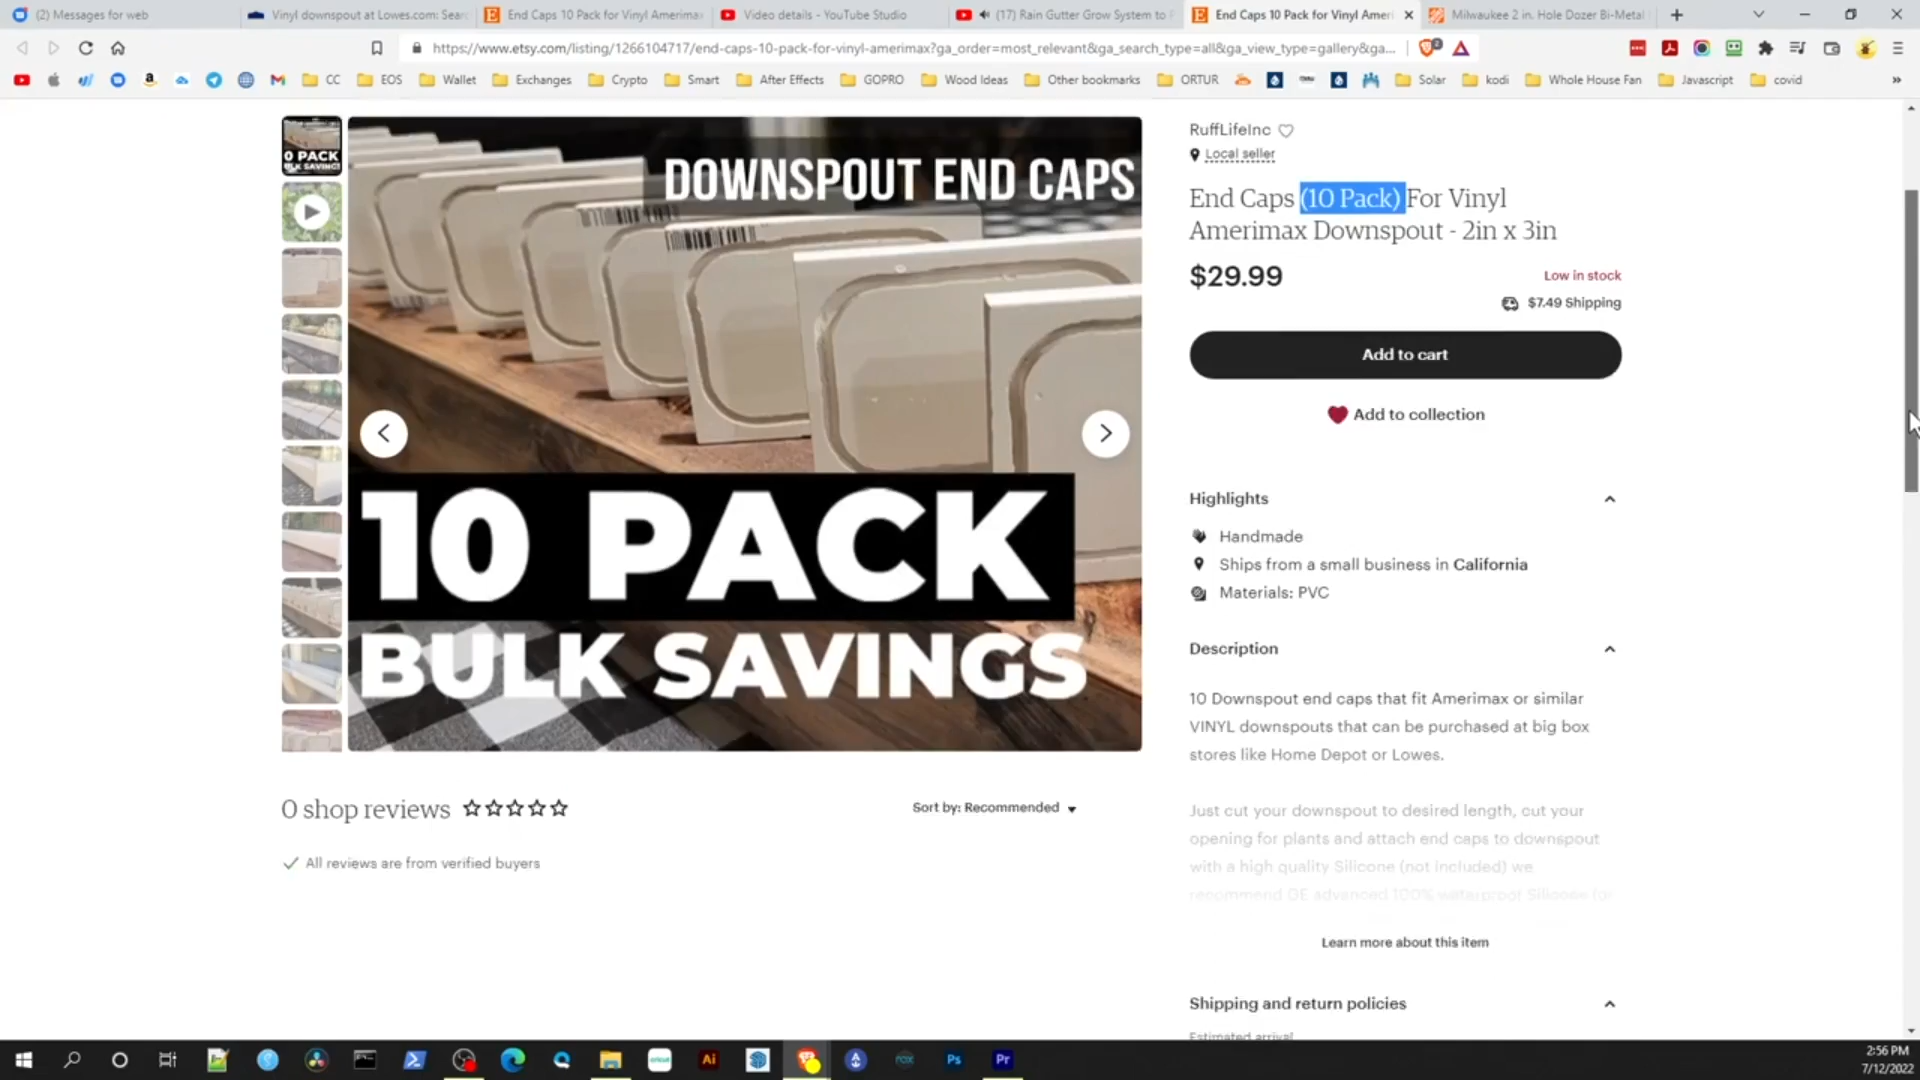 (2) Messages for web
Vinyl downspout at Lowes.com: Sear
End Caps 10 Pack for Vinyl Amerimax
Video details - YouTube Studio
(17) Rain Gutter Grow System to
End Caps 10 Pack for Vinyl Ameri
Milwaukee 2 in. Hole Dozer Bi-Metal
https://www.etsy.com/listing/1266104717/end-caps-10-pack-for-vinyl-amerimax?ga_order=most_relevant&ga_search_type=all&ga_view_type=gallery&ga...
2
CC
EOS
Wallet
Exchanges
Crypto
Smart
After Effects
GOPRO
Wood Ideas
Other bookmarks
ORTUR
Solar
kodi
Whole House Fan
Javascript
covid
0 PACK
DOWNSPOUT END CAPS
10 PACK
BULK SAVINGS
RuffLifeInc
Local seller
End Caps (10 Pack) For Vinyl
Amerimax Downspout - 2in x 3in
$29.99
Low in stock
$7.49 Shipping
Add to cart
Add to collection
Highlights
Handmade
Ships from a small business in California
Materials: PVC
Description
10 Downspout end caps that fit Amerimax or similar
VINYL downspouts that can be purchased at big box
stores like Home Depot or Lowes.
Just cut your downspout to desired length, cut your
opening for plants and attach end caps to downspout
with a high quality Silicone (not included) we
recommend GE advanced 100% waterproof Silicone (or
Learn more about this item
Shipping and return policies
Estimated arrival
0 shop reviews
Sort by: Recommended
All reviews are from verified buyers
cricut
Ai
Ps
Pr
2:56 PM
7/12/2022